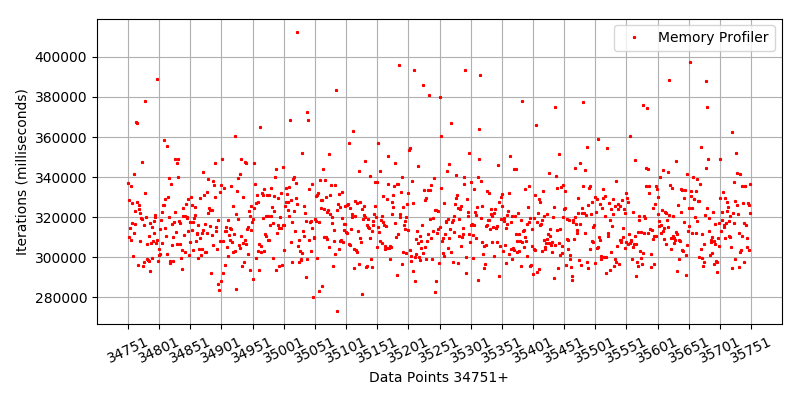 Memory Profiler
400000
380000
360000
340000
320000
300000
280000
Iterations (milliseconds)
34751 34801 34851 34901 34951 35001 35051 35101 35151 35201 35251 35301 35351 35401 35451 35501 35551 35601 35651 35701 35751
Data Points 34751+